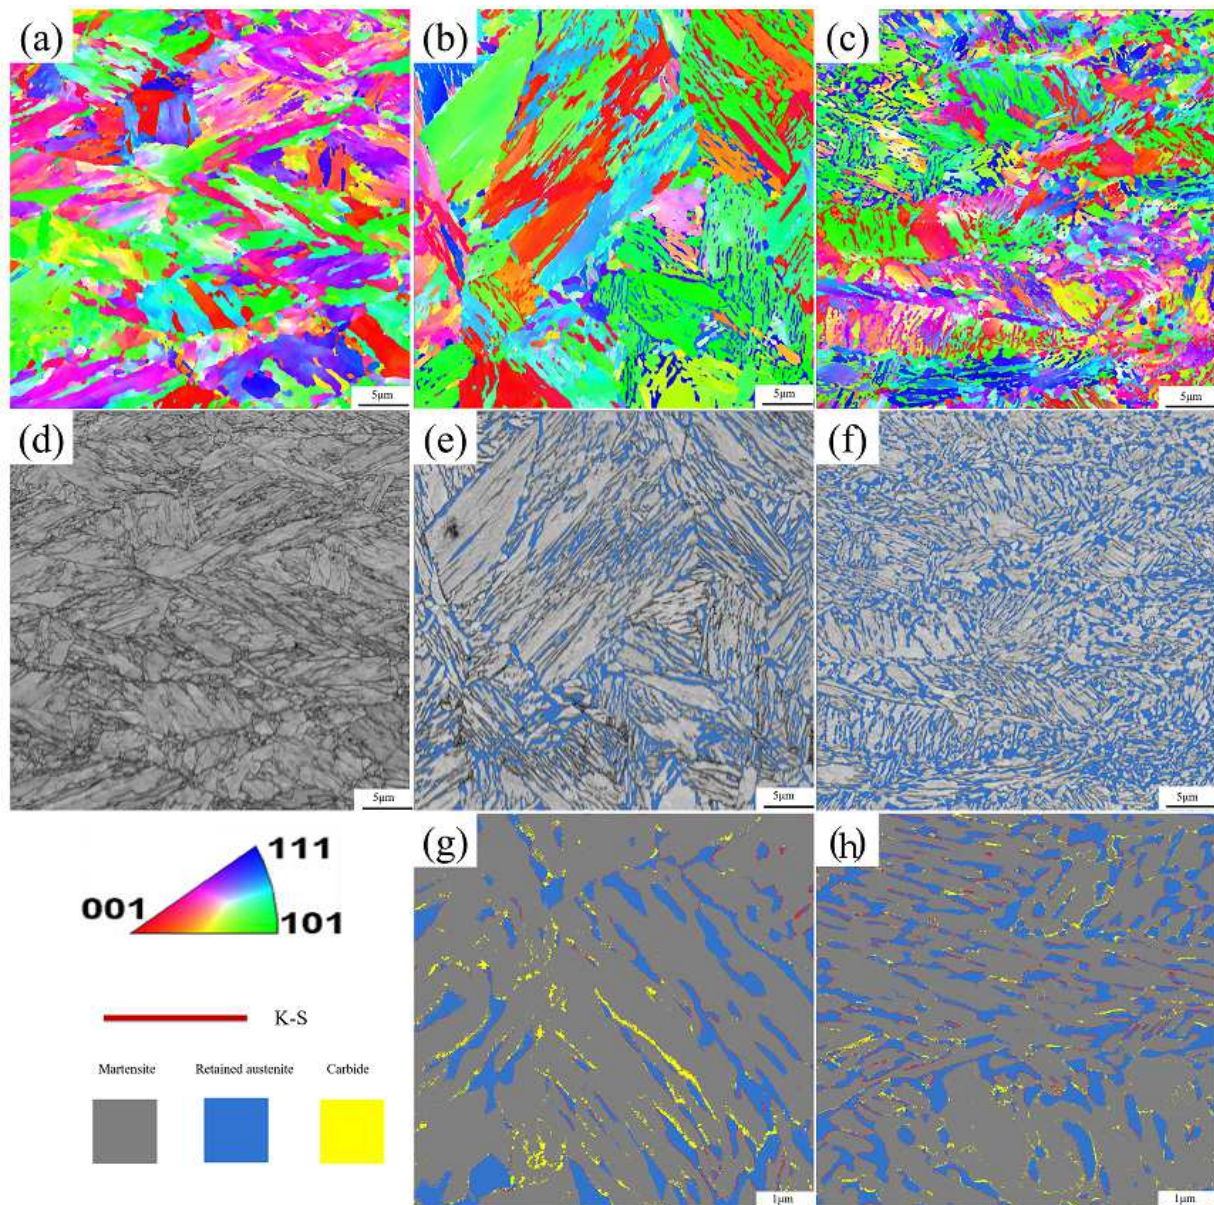 (a)
(b)
(c)
5μm
5μm
5μm
(d)
(e)
(f)
5μm
5μm
5μm
(g)
(h)
111
001
101
K-S
Martensite
Retained austenite
Carbide
1μm
1μm